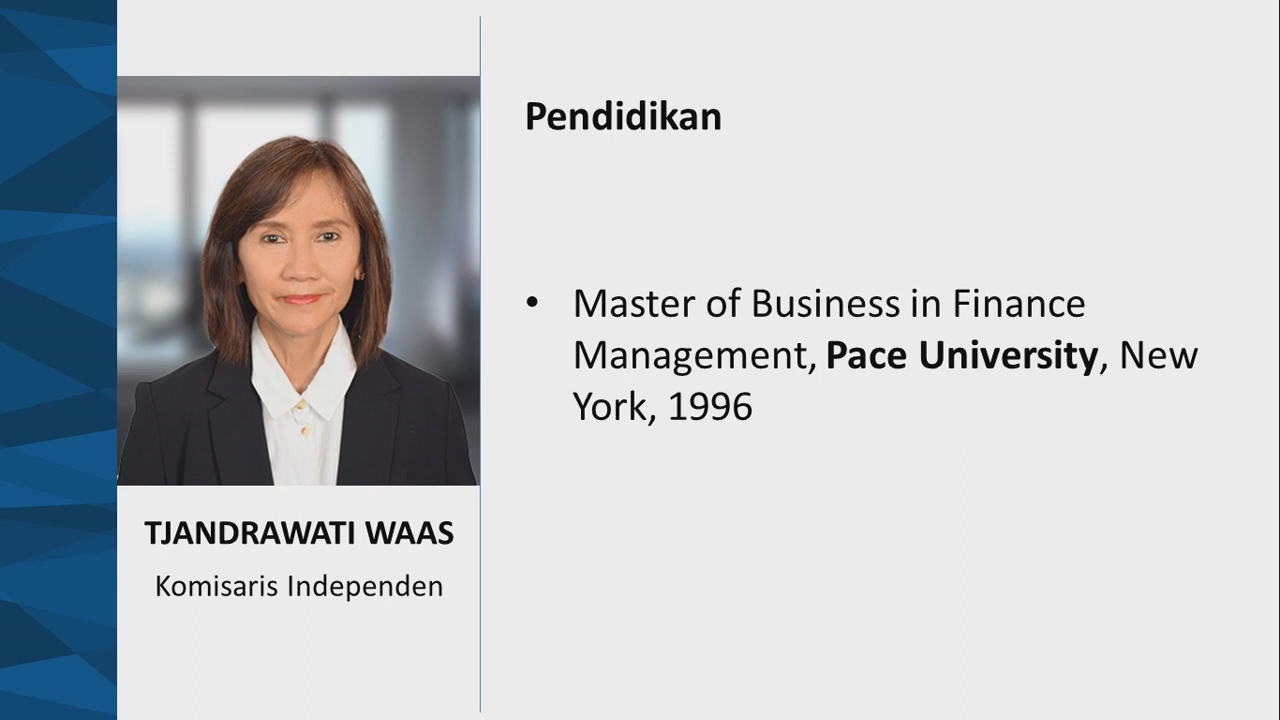 Pendidikan
• Master of Business in Finance
Management, Pace University, New
York, 1996
TJANDRAWATI WAAS
Komisaris Independen